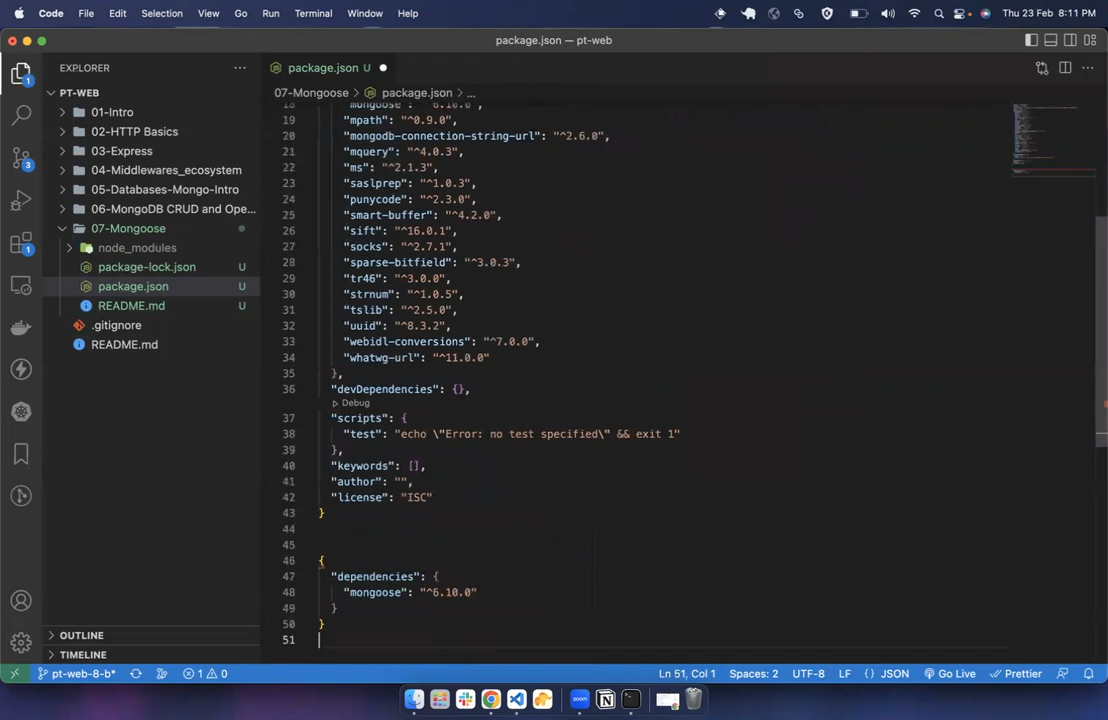 Code File Edit Selection View Go Run Terminal Window Help Thu 23 Feb 8:11 PM
package.json — pt-web
EXPLORER
package.json U
PT-WEB
07-Mongoose > package.json > ...
01-Intro
02-HTTP Basics
03-Express
04-Middlewares_ecosystem
05-Databases-Mongo-Intro
06-MongoDB CRUD and Ope...
07-Mongoose
node_modules
package-lock.json U
package.json U
README.md U
.gitignore
README.md
OUTLINE
TIMELINE
18 "mongoose": "^6.10.0",
19 "mpath": "^0.9.0",
20 "mongodb-connection-string-url": "^2.6.0",
21 "mquery": "^4.0.3",
22 "ms": "^2.1.3",
23 "saslprep": "^1.0.3",
24 "punycode": "^2.3.0",
25 "smart-buffer": "^4.2.0",
26 "sift": "^16.0.1",
27 "socks": "^2.7.1",
28 "sparse-bitfield": "^3.0.3",
29 "tr46": "^3.0.0",
30 "strnum": "^1.0.5",
31 "tslib": "^2.5.0",
32 "uuid": "^8.3.2",
33 "webidl-conversions": "^7.0.0",
34 "whatwg-url": "^11.0.0"
35 },
36 "devDependencies": {},
Debug
37 "scripts": {
38 "test": "echo \"Error: no test specified\" && exit 1"
39 },
40 "keywords": [],
41 "author": "",
42 "license": "ISC"
43 }
44
45
46 {
47 "dependencies": {
48 "mongoose": "^6.10.0"
49 }
50 }
51
1
3
1
pt-web-8-b* 1 0 Ln 51, Col 1 Spaces: 2 UTF-8 LF {} JSON Go Live Prettier
zoom